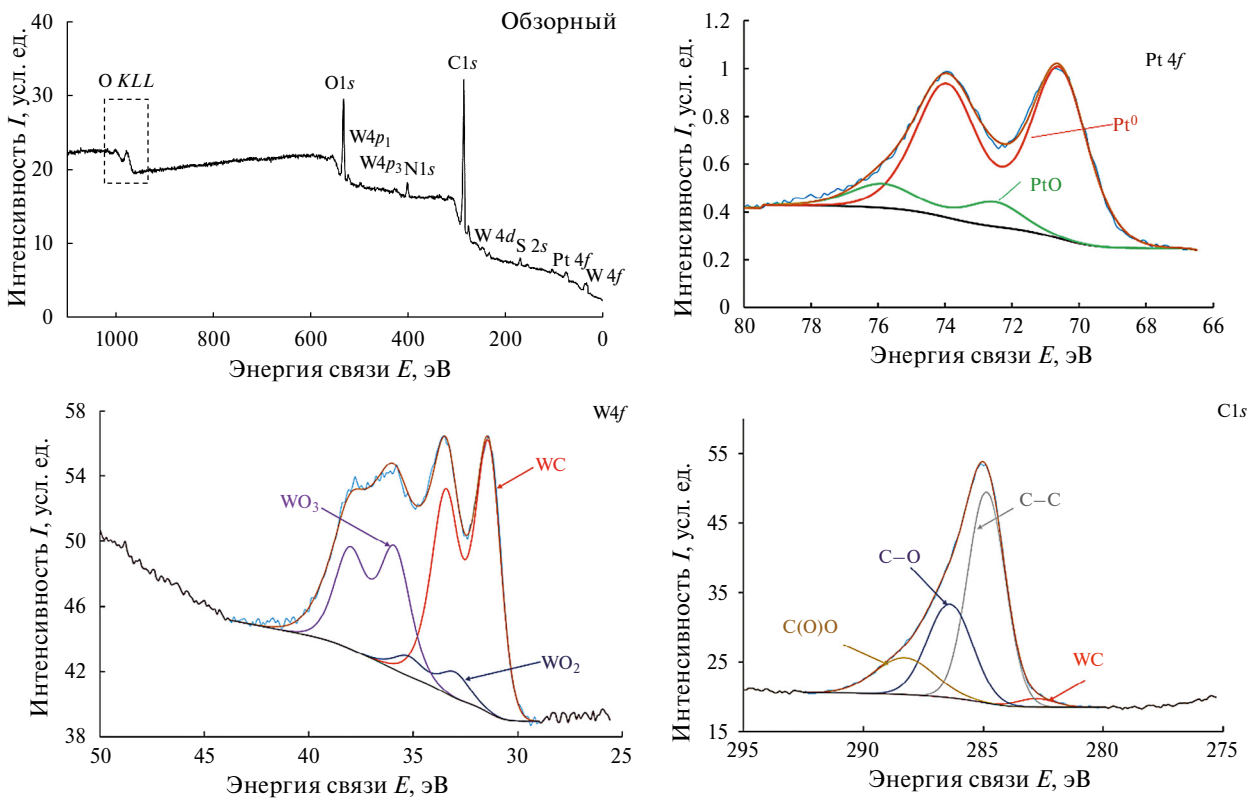 Обзорный
Интенсивность I, усл. ед.
40
30
20
10
0
O KLL
O1s
W4p1
W4p3
N1s
C1s
W 4d
S 2s
Pt 4f
W 4f
1000
800
600
400
200
0
Энергия связи E, эВ
Pt 4f
Интенсивность I, усл. ед.
1.2
1
0.8
0.6
0.4
0.2
0
Pt⁰
PtO
80
78
76
74
72
70
68
66
Энергия связи E, эВ
W4f
Интенсивность I, усл. ед.
58
54
50
46
42
38
WC
WO₃
WO₂
50
45
40
35
30
25
Энергия связи E, эВ
C1s
Интенсивность I, усл. ед.
55
45
35
25
15
C–C
C–O
C(O)O
WC
295
290
285
280
275
Энергия связи E, эВ